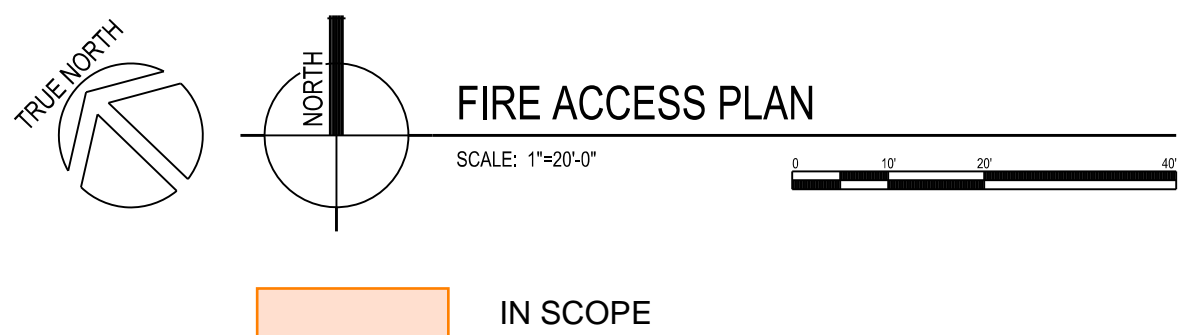 TRUE NORTH
NORTH
FIRE ACCESS PLAN
SCALE: 1"=20'-0"
0 10' 20' 40'
IN SCOPE